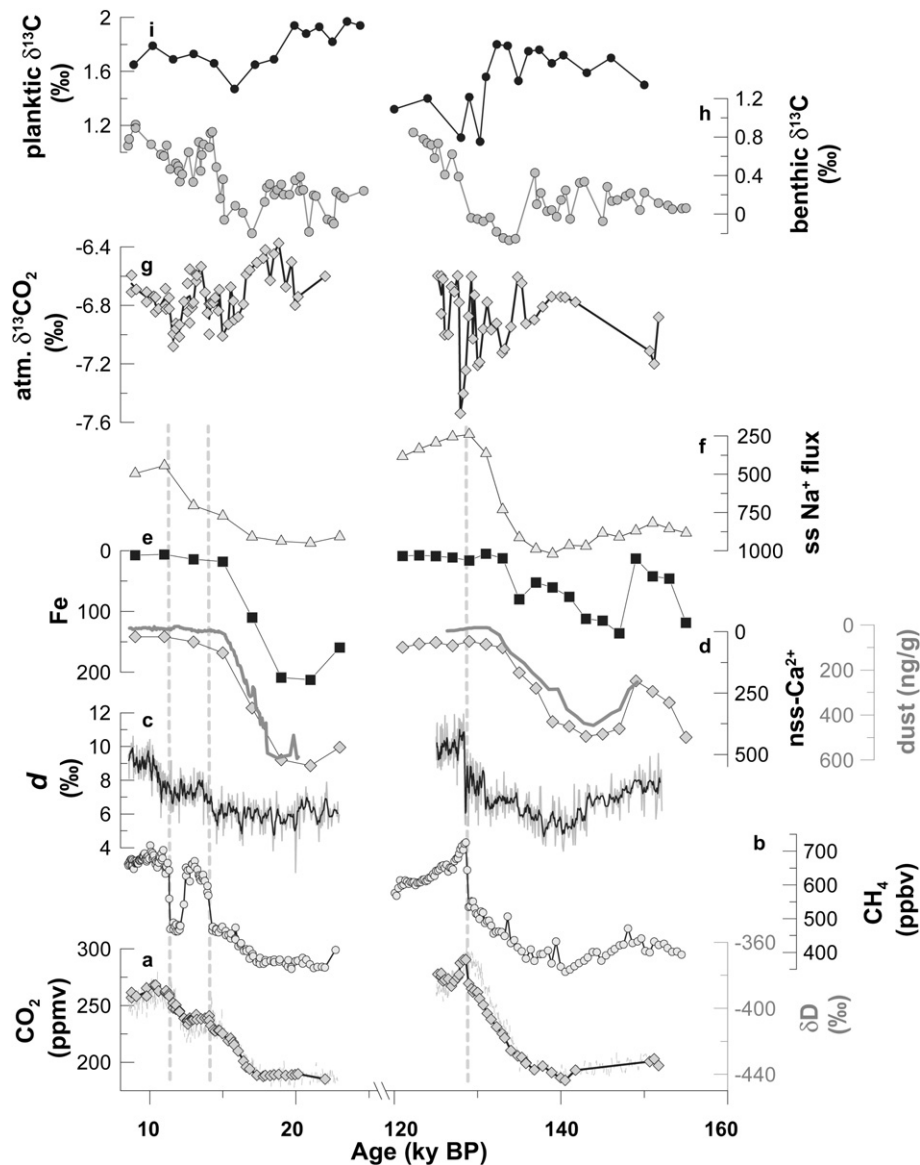 2
1.6
1.2
planktic δ¹³C
(‰)
i
h
1.2
0.8
0.4
0
benthic δ¹³C
(‰)
-6.4
-6.8
-7.2
-7.6
atm. δ¹³CO₂
(‰)
g
f
250
500
750
1000
ss Na⁺ flux
e
0
100
200
Fe
d
0
250
500
nss-Ca²⁺
0
200
400
600
dust (ng/g)
c
12
10
8
6
4
d
(‰)
b
700
600
500
400
CH₄
(ppbv)
a
300
250
200
CO₂
(ppmv)
-360
-400
-440
δD
(‰)
10
20
120
140
160
Age (ky BP)